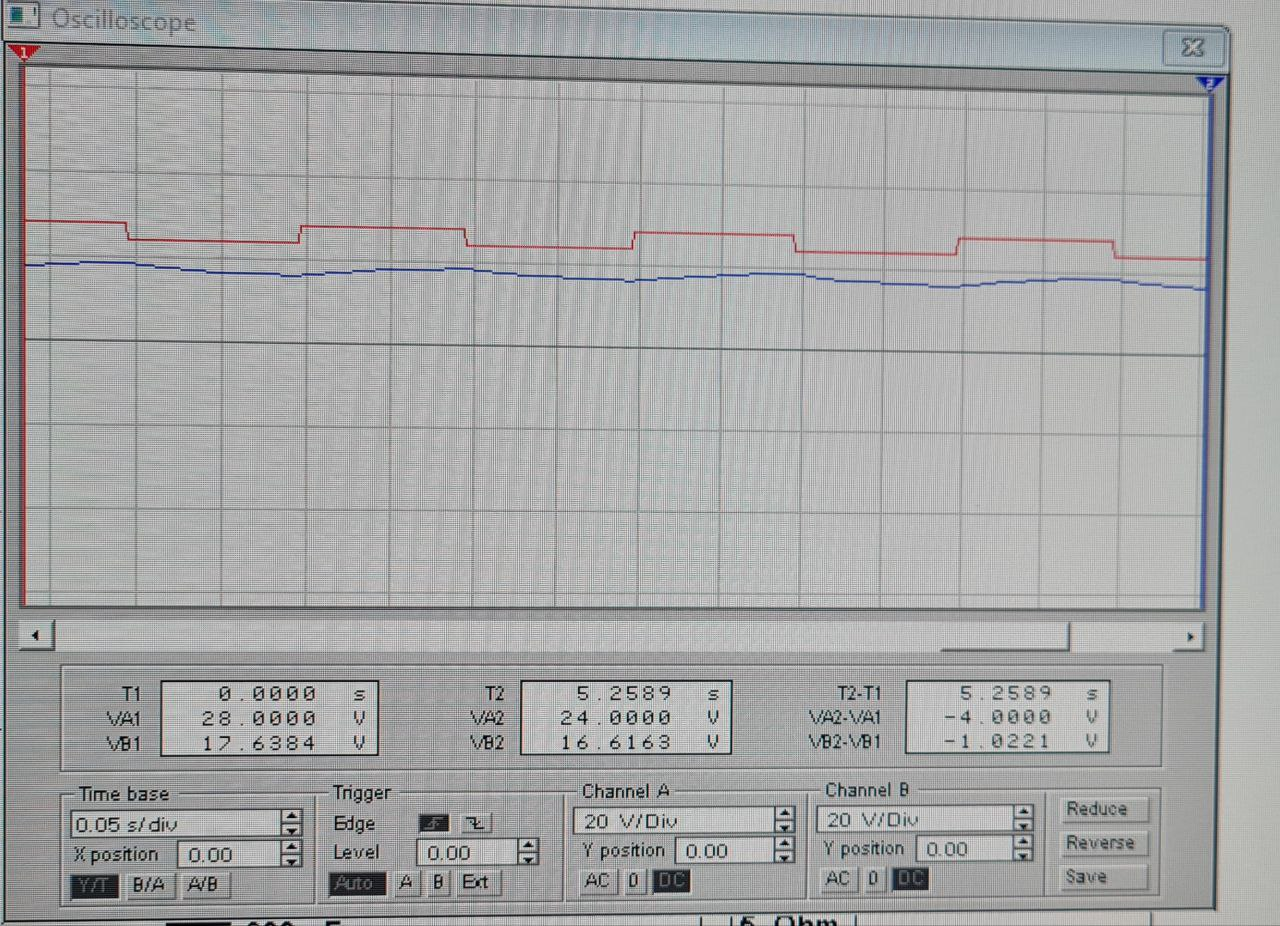 Oscilloscope
1
2
T1 0.0000 s T2 5.2589 s T2-T1 5.2589 s
VA1 28.0000 V VA2 24.0000 V VA2-VA1 -4.0000 V
VB1 17.6384 V VB2 16.6163 V VB2-VB1 -1.0221 V
Time base Trigger Channel A Channel B
0.05 s/div Edge 20 V/Div 20 V/Div Reduce
X position 0.00 Level 0.00 Y position 0.00 Y position 0.00 Reverse
Y/T B/A A/B Auto A B Ext AC 0 DC AC 0 DC Save
Ohm